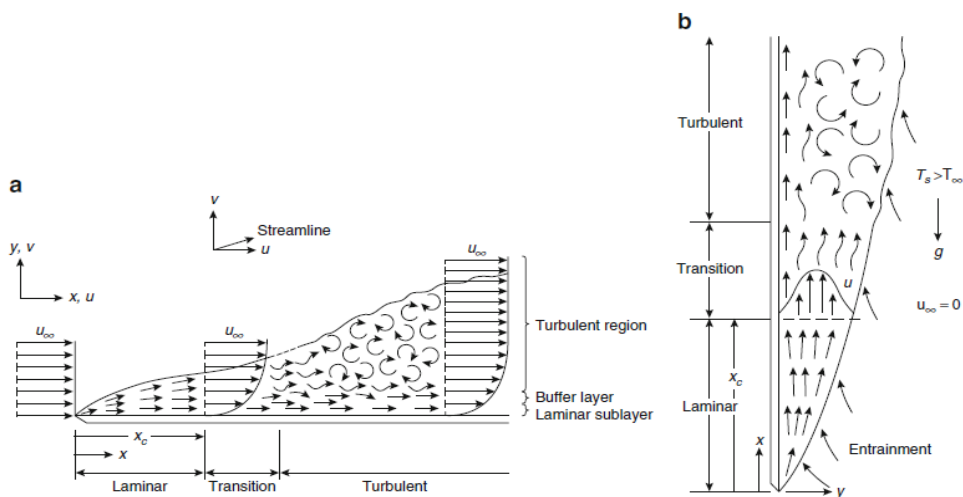 a
y, v
x, u
u∞
v
Streamline
u
u∞
u∞
Turbulent region
Buffer layer
Laminar sublayer
xc
x
Laminar
Transition
Turbulent
b
Turbulent
Transition
Laminar
Ts >T∞
g
u
u∞ = 0
xc
x
Entrainment
v